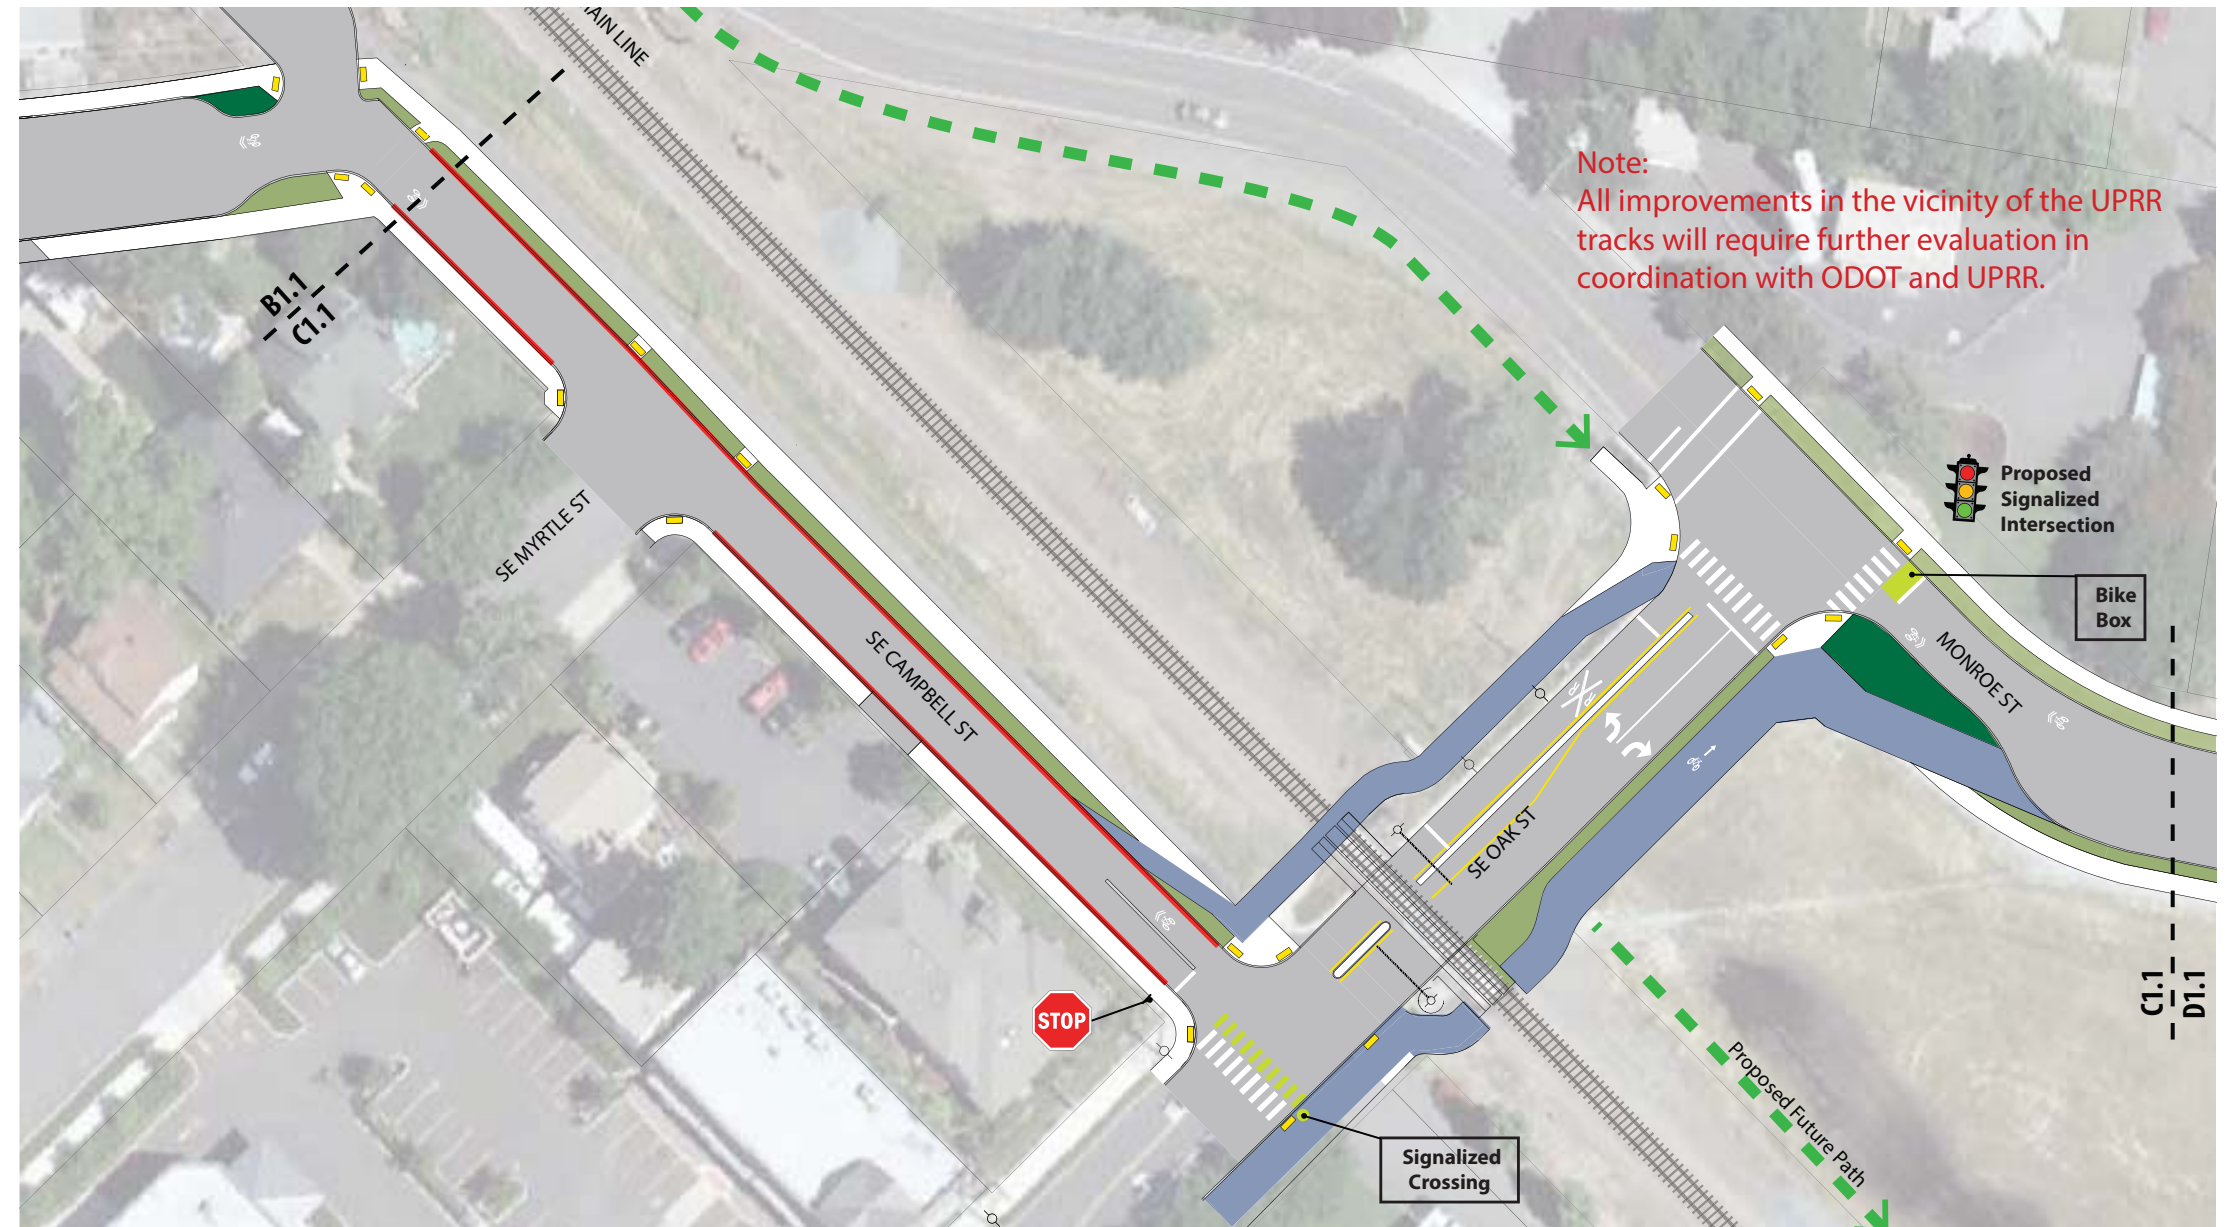 MAIN LINE
Note:
All improvements in the vicinity of the UPRR
tracks will require further evaluation in
coordination with ODOT and UPRR.
B1.1
C1.1
Proposed
Signalized
Intersection
SE MYRTLE ST
Bike
Box
SE CAMPBELL ST
MONROE ST
R R
SE OAK ST
STOP
C1.1
D1.1
Proposed Future Path
Signalized
Crossing